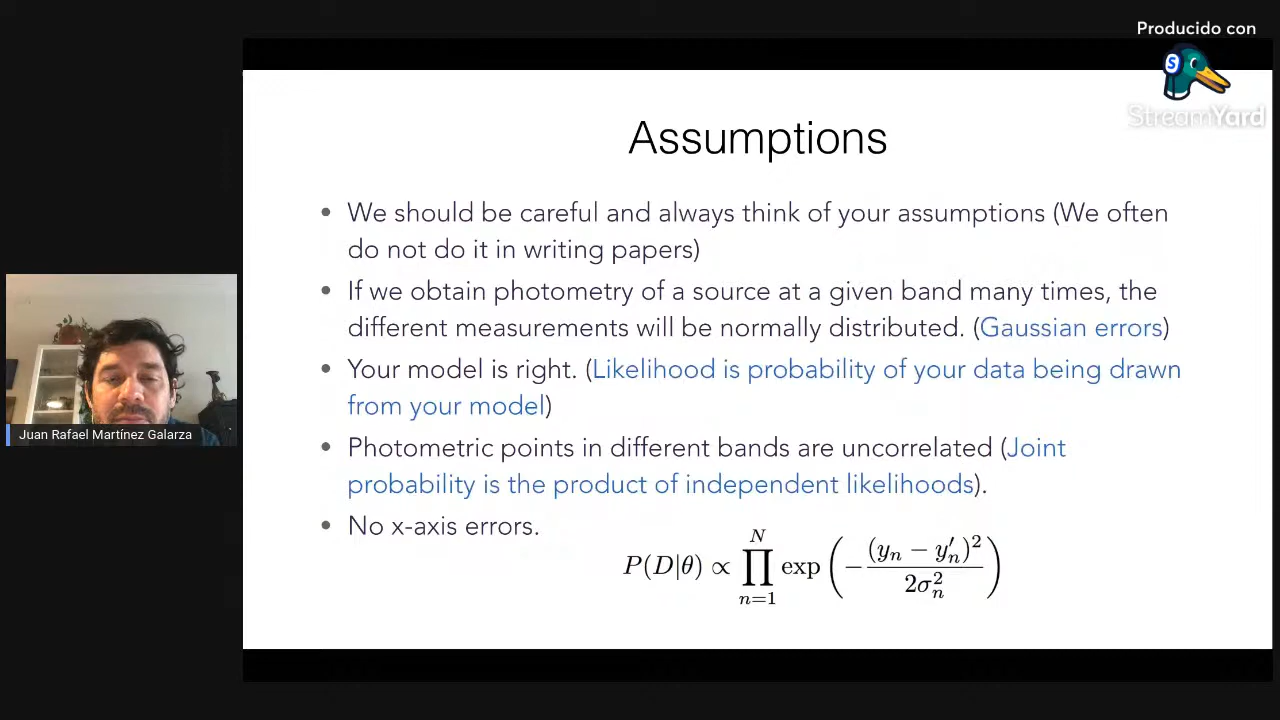 Producido con
S
StreamYard
Assumptions
• We should be careful and always think of your assumptions (We often
do not do it in writing papers)
• If we obtain photometry of a source at a given band many times, the
different measurements will be normally distributed. (Gaussian errors)
• Your model is right. (Likelihood is probability of your data being drawn
from your model)
• Photometric points in different bands are uncorrelated (Joint
probability is the product of independent likelihoods).
• No x-axis errors.
P(D|θ) ∝ ∏_{n=1}^{N} exp(−(y_n − y′_n)²/2σ_n²)
Juan Rafael Martínez Galarza